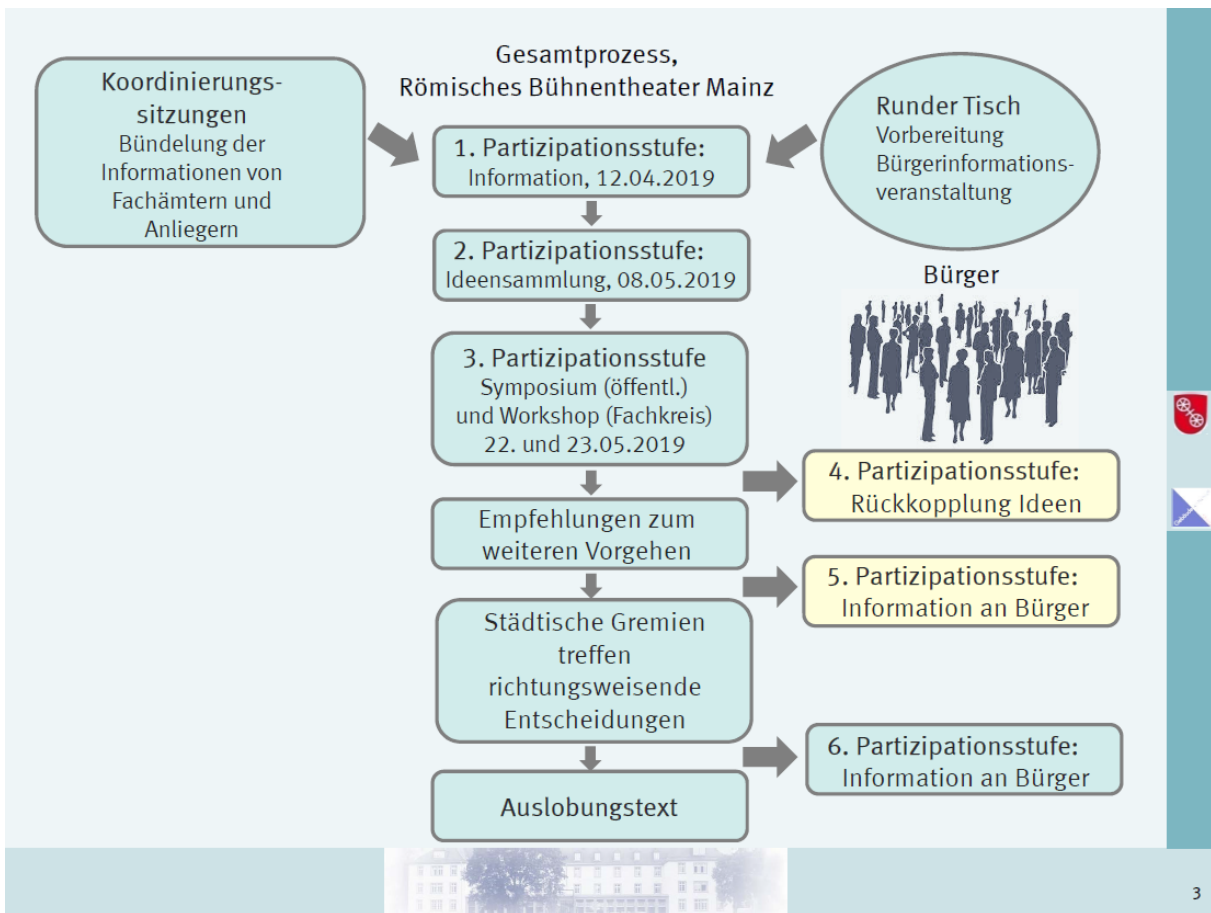 Gesamtprozess,
Römisches Bühnentheater Mainz
Koordinierungs-
sitzungen
Bündelung der
Informationen von
Fachämtern und
Anliegern
Runder Tisch
Vorbereitung
Bürgerinformations-
veranstaltung
1. Partizipationsstufe:
Information, 12.04.2019
2. Partizipationsstufe:
Ideensammlung, 08.05.2019
Bürger
3. Partizipationsstufe
Symposium (öffentl.)
und Workshop (Fachkreis)
22. und 23.05.2019
4. Partizipationsstufe:
Rückkopplung Ideen
Empfehlungen zum
weiteren Vorgehen
5. Partizipationsstufe:
Information an Bürger
Städtische Gremien
treffen
richtungsweisende
Entscheidungen
6. Partizipationsstufe:
Information an Bürger
Auslobungstext
3